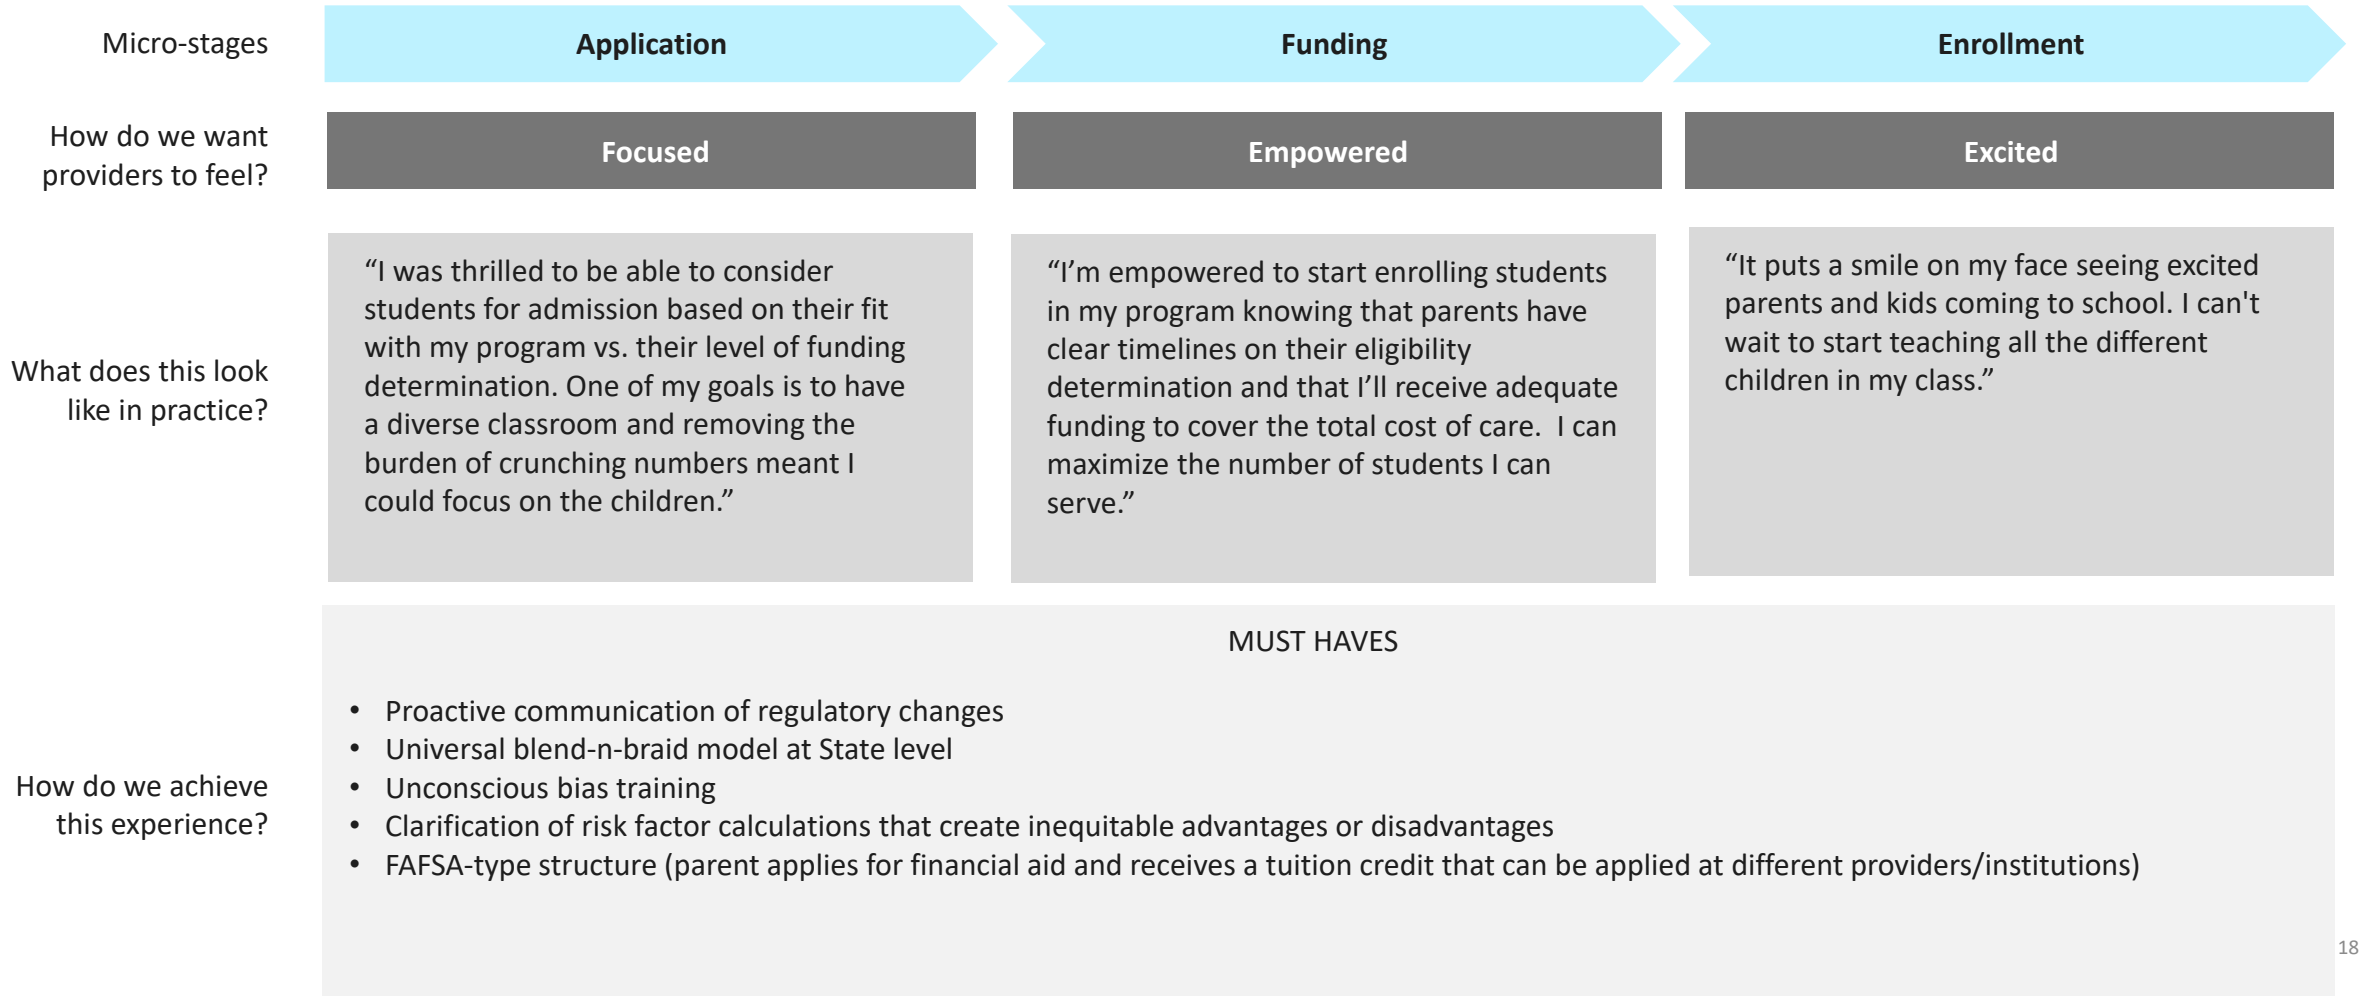 Micro-stages
Application
Funding
Enrollment
How do we want
providers to feel?
Focused
Empowered
Excited
What does this look
like in practice?
“I was thrilled to be able to consider
students for admission based on their fit
with my program vs. their level of funding
determination. One of my goals is to have
a diverse classroom and removing the
burden of crunching numbers meant I
could focus on the children.”
“I’m empowered to start enrolling students
in my program knowing that parents have
clear timelines on their eligibility
determination and that I’ll receive adequate
funding to cover the total cost of care.  I can
maximize the number of students I can
serve.”
“It puts a smile on my face seeing excited
parents and kids coming to school. I can't
wait to start teaching all the different
children in my class.”
How do we achieve
this experience?
MUST HAVES
• Proactive communication of regulatory changes
• Universal blend-n-braid model at State level
• Unconscious bias training
• Clarification of risk factor calculations that create inequitable advantages or disadvantages
• FAFSA-type structure (parent applies for financial aid and receives a tuition credit that can be applied at different providers/institutions)
18